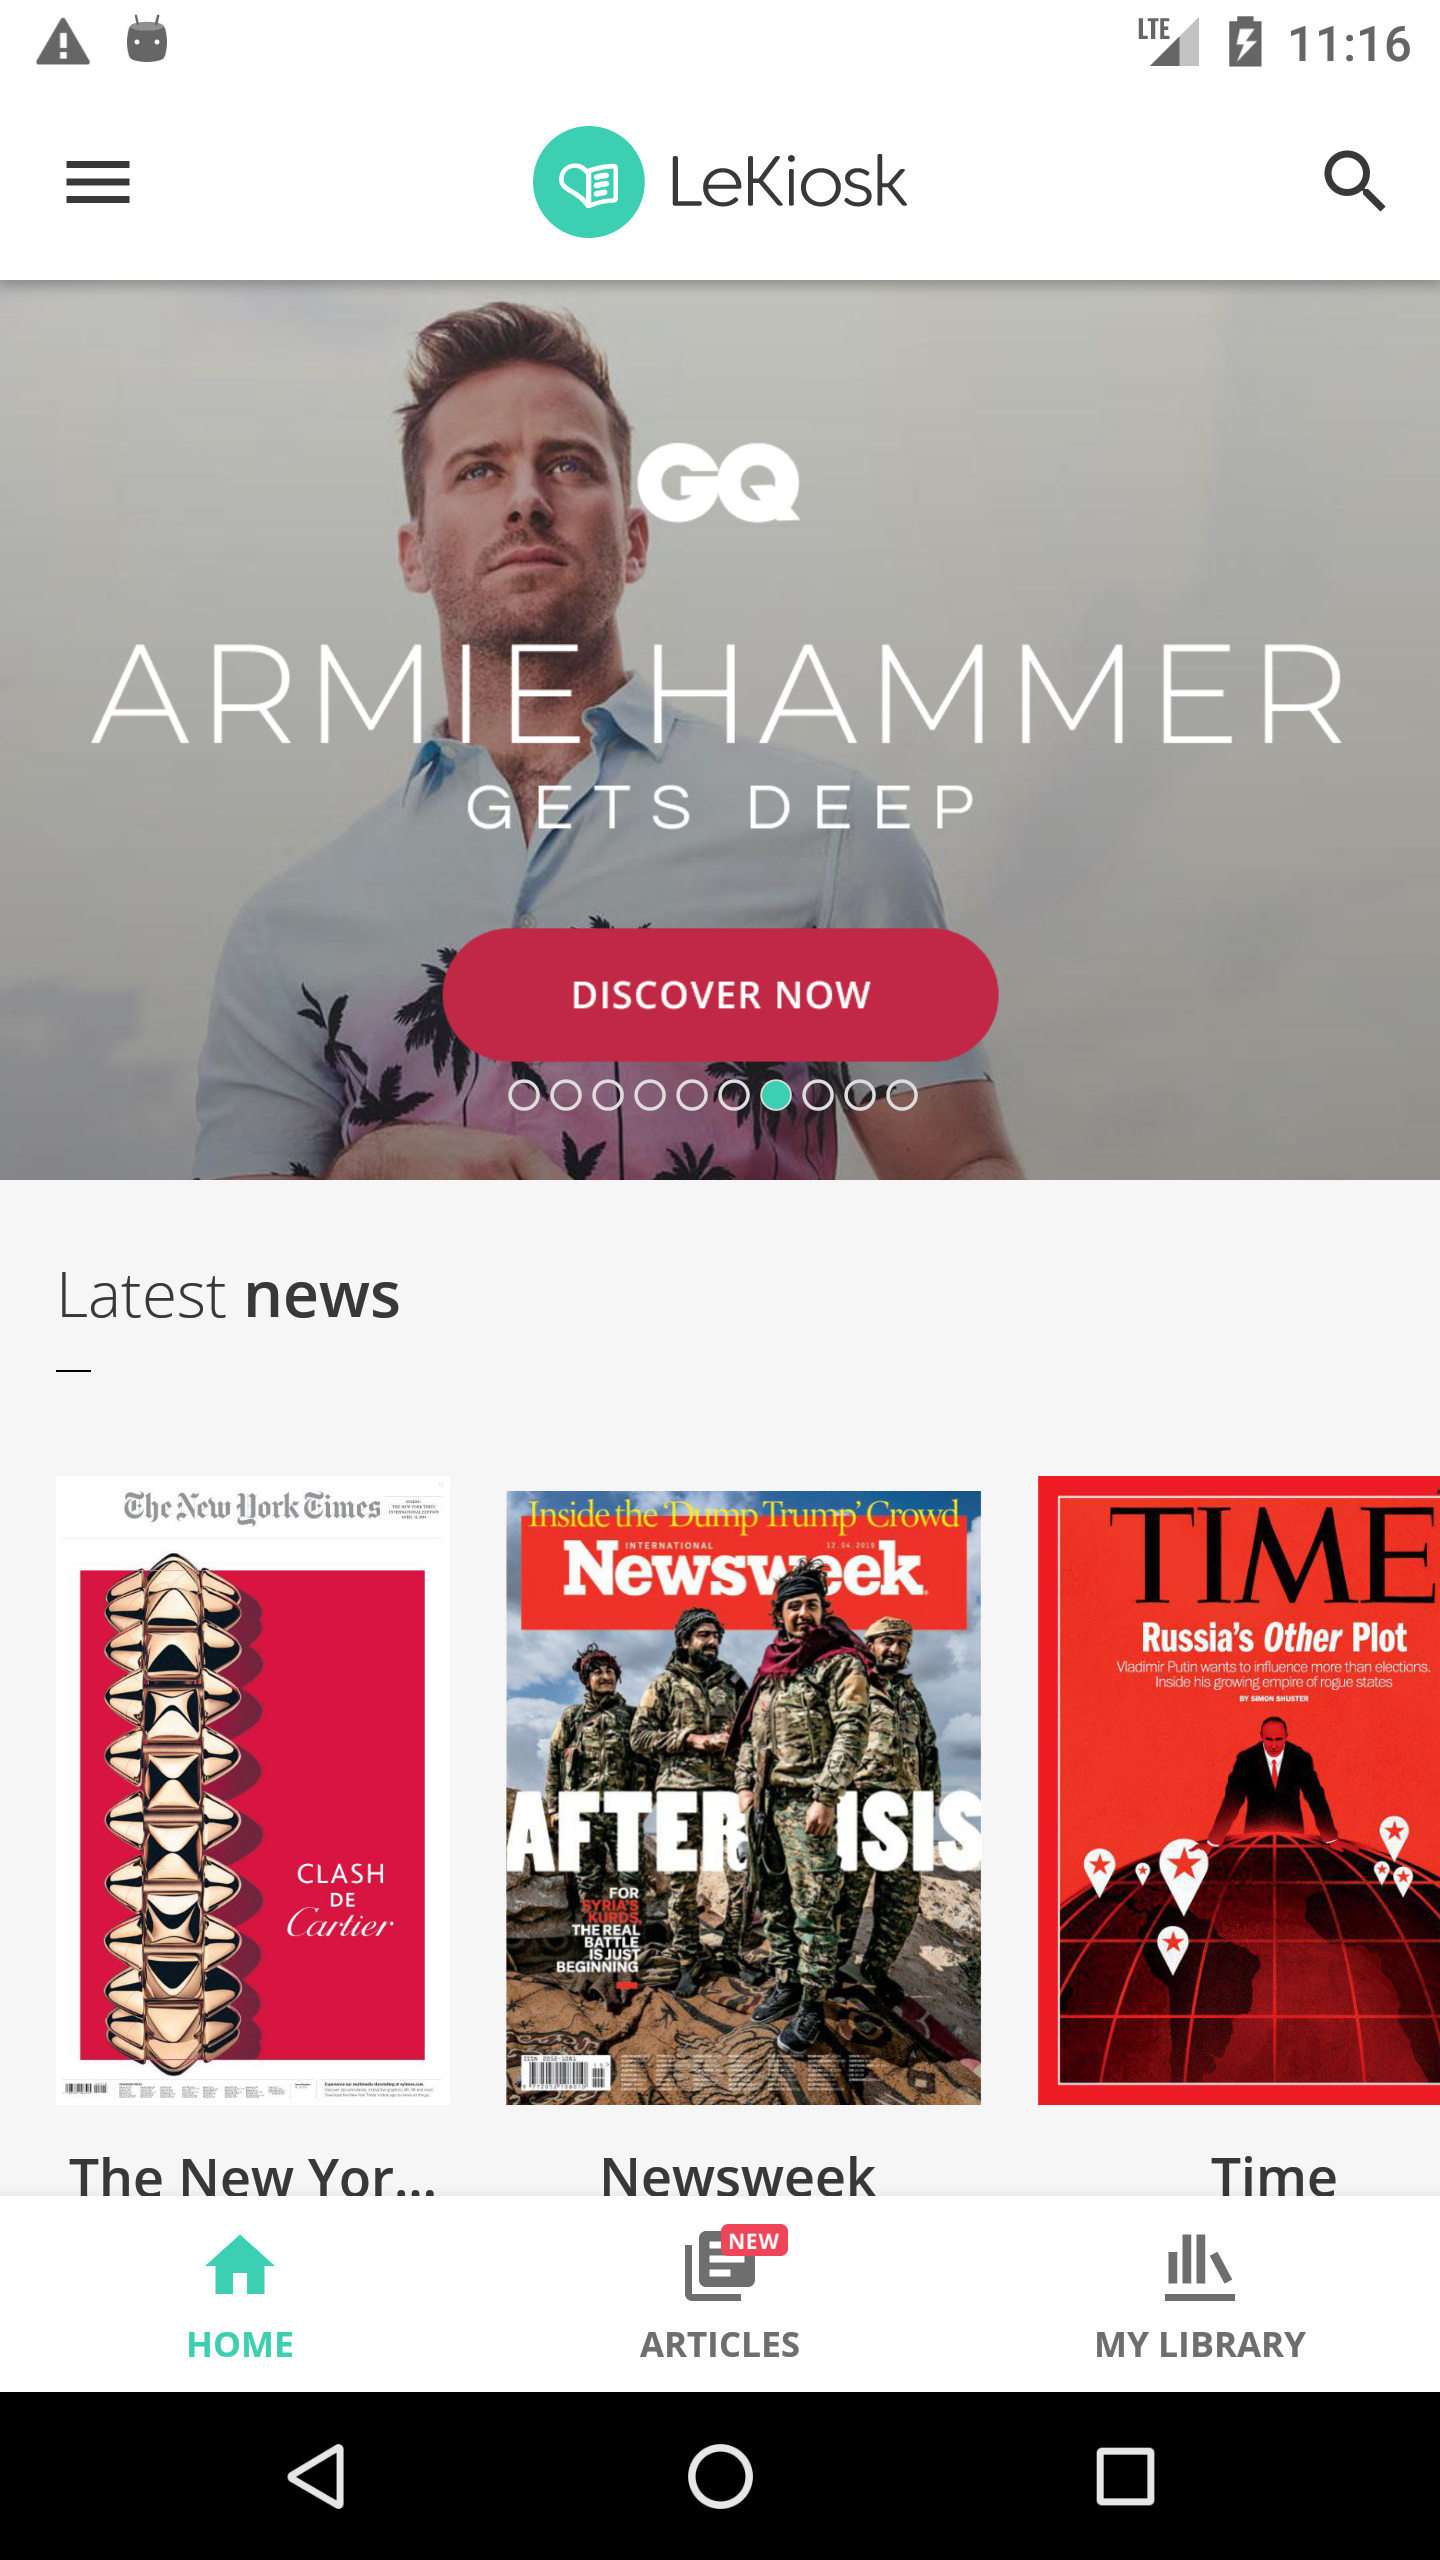 LTE 11:16
LeKiosk
GQ
ARMIE HAMMER
GETS DEEP
DISCOVER NOW
Latest news
The New York Times
CLASH
DE
Cartier
Inside the ‘Dump Trump’ Crowd
INTERNATIONAL 12.04.2019
Newsweek
AFTER ISIS
FOR
SYRIA'S
KURDS,
THE REAL
BATTLE
IS JUST
BEGINNING
TIME
Russia's Other Plot
Vladimir Putin wants to influence more than elections.
Inside his growing empire of rogue states
BY SIMON SHUSTER
The New Yor...
Newsweek
Time
NEW
HOME
ARTICLES
MY LIBRARY